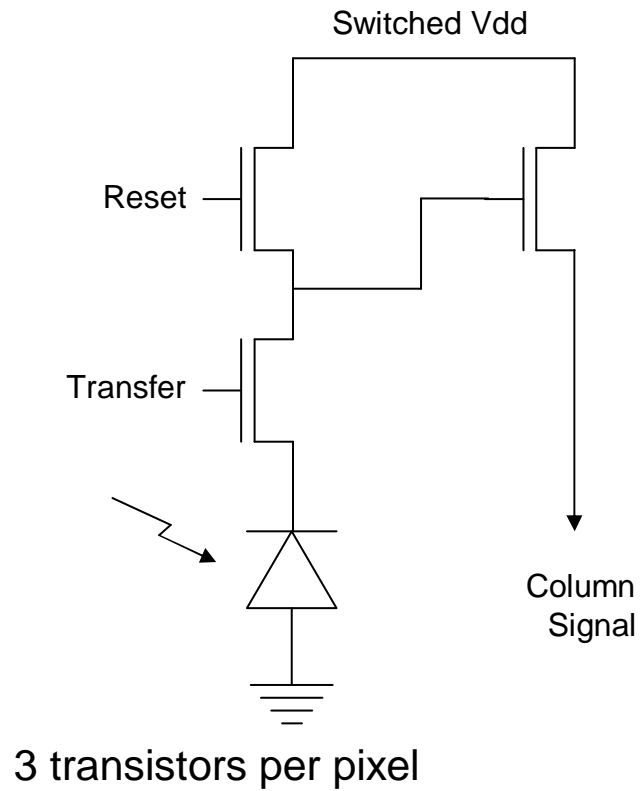 Switched Vdd
Reset
Transfer
Column
Signal
3 transistors per pixel